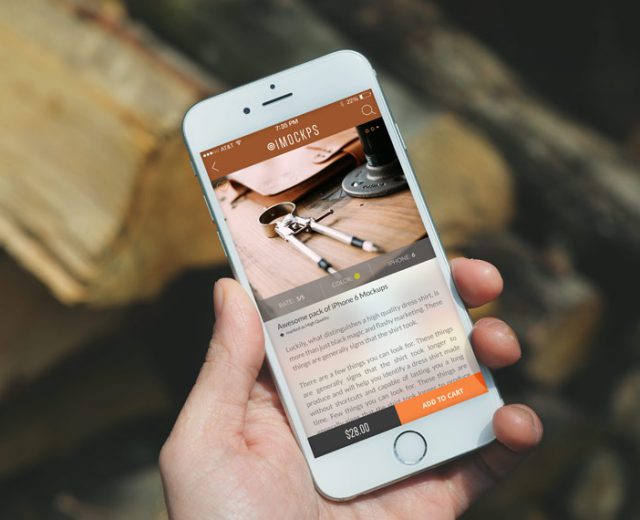 AT&T 7:35 PM 22%
@IMOCKPS
RATE: 5/5 COLOR: IPHONE: 6
Awesome pack of iPhone 6 Mockups
marked as High Quality
Luckily, what distinguishes a high quality dress shirt, is
more than just black magic and flashy marketing. These
things are generally signs that the shirt took.
There are a few things you can look for. These things
are generally signs that the shirt took longer to
produce and will help you identify a dress shirt made
without shortcuts and capable of lasting you a long
time. Few things you can look for. These things are
$28.00 ADD TO CART